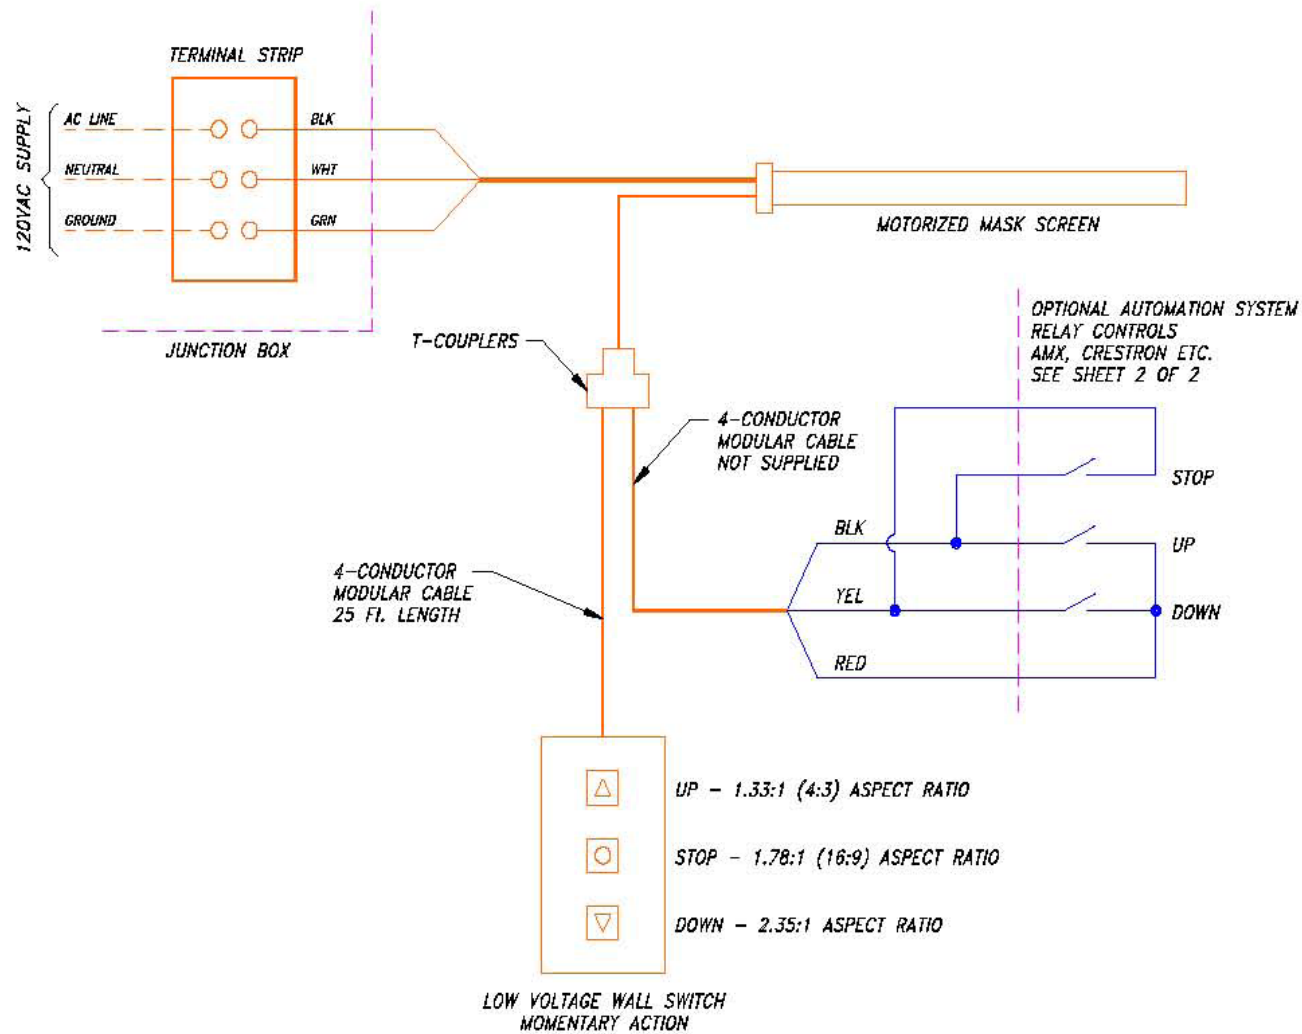 TERMINAL STRIP
120VAC SUPPLY
AC LINE
BLK
NEUTRAL
WHT
GROUND
GRN
MOTORIZED MASK SCREEN
JUNCTION BOX
T-COUPLERS
OPTIONAL AUTOMATION SYSTEM
RELAY CONTROLS
AMX, CRESTRON ETC.
SEE SHEET 2 OF 2
4-CONDUCTOR
MODULAR CABLE
NOT SUPPLIED
STOP
BLK
UP
4-CONDUCTOR
MODULAR CABLE
25 FT. LENGTH
YEL
DOWN
RED
UP - 1.33:1 (4:3) ASPECT RATIO
STOP - 1.78:1 (16:9) ASPECT RATIO
DOWN - 2.35:1 ASPECT RATIO
LOW VOLTAGE WALL SWITCH
MOMENTARY ACTION